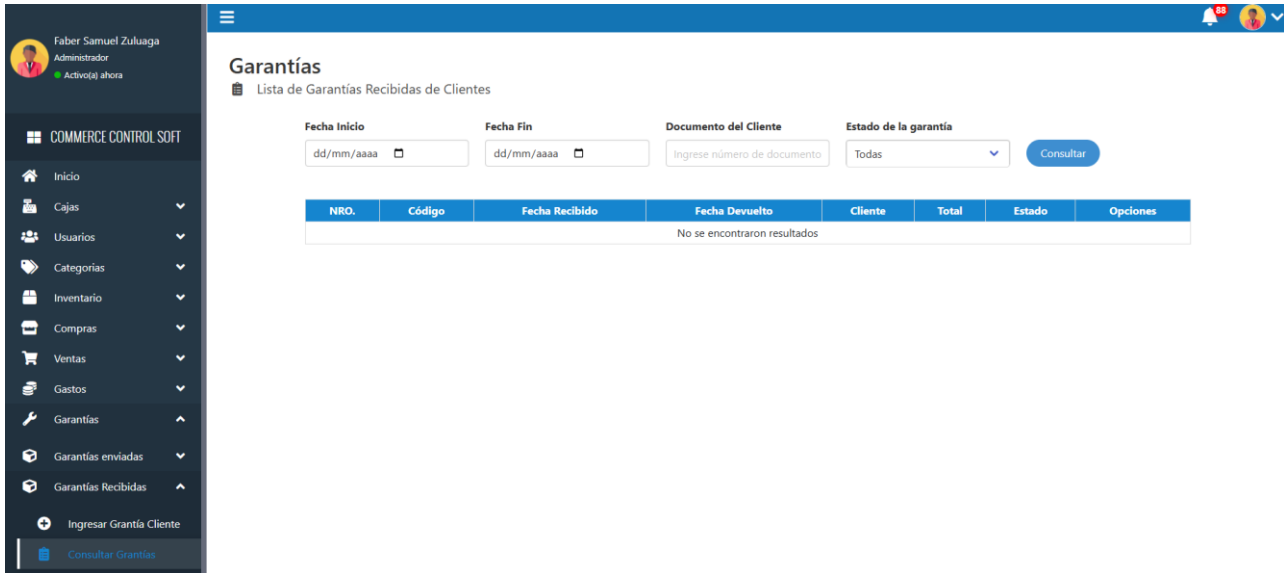 88
Faber Samuel Zuluaga
Administrador
Activo(a) ahora
COMMERCE CONTROL SOFT
Inicio
Cajas
Usuarios
Categorias
Inventario
Compras
Ventas
Gastos
Garantías
Garantías enviadas
Garantías Recibidas
Ingresar Grantía Cliente
Consultar Grantías
Garantías
Lista de Garantías Recibidas de Clientes
Fecha Inicio Fecha Fin Documento del Cliente Estado de la garantía
dd/mm/aaaa dd/mm/aaaa Ingrese número de documento Todas Consultar
NRO. Código Fecha Recibido Fecha Devuelto Cliente Total Estado Opciones
No se encontraron resultados